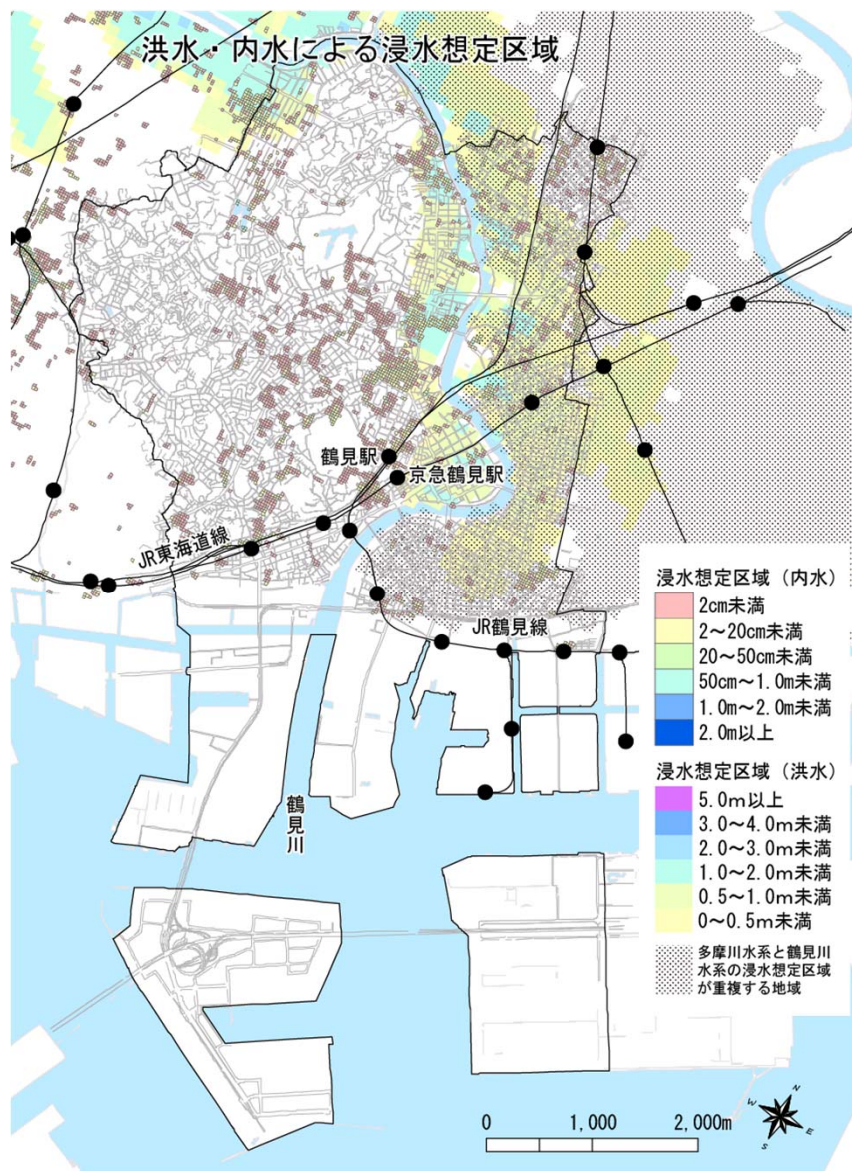 洪水・内水による浸水想定区域
鶴見駅
京急鶴見駅
JR東海道線
JR鶴見線
鶴見川
浸水想定区域（内水）
2cm未満
2～20cm未満
20～50cm未満
50cm～1.0m未満
1.0m～2.0m未満
2.0m以上
浸水想定区域（洪水）
5.0m以上
3.0～4.0m未満
2.0～3.0m未満
1.0～2.0m未満
0.5～1.0m未満
0～0.5m未満
多摩川水系と鶴見川
水系の浸水想定区域
が重複する地域
N
W
E
S
0 1,000 2,000m